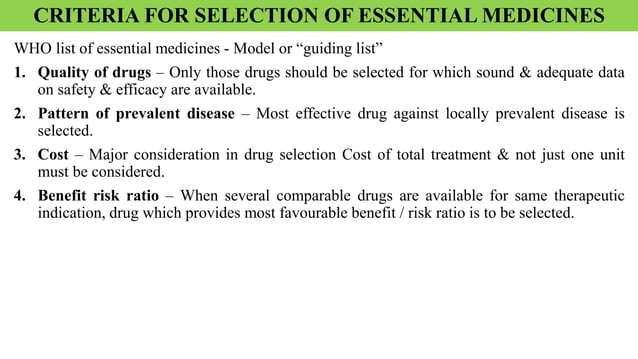 CRITERIA FOR SELECTION OF ESSENTIAL MEDICINES
WHO list of essential medicines - Model or “guiding list”
1. Quality of drugs – Only those drugs should be selected for which sound & adequate data
on safety & efficacy are available.
2. Pattern of prevalent disease – Most effective drug against locally prevalent disease is
selected.
3. Cost – Major consideration in drug selection Cost of total treatment & not just one unit
must be considered.
4. Benefit risk ratio – When several comparable drugs are available for same therapeutic
indication, drug which provides most favourable benefit / risk ratio is to be selected.